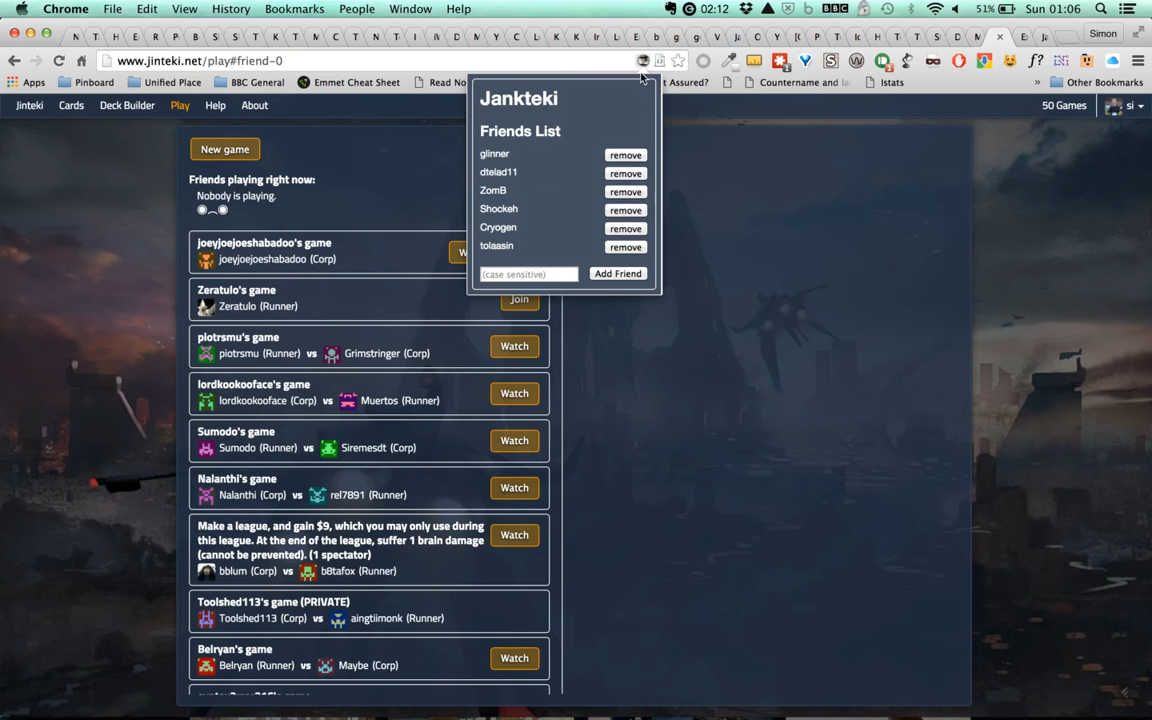 Chrome File Edit View History Bookmarks People Window Help 02:12 BBC 51% Sun 01:06
Simon
www.jinteki.net/play#friend-0
Apps Pinboard Unified Place BBC General Emmet Cheat Sheet Read No t Assured? Countername and Istats » Other Bookmarks
Jinteki Cards Deck Builder Play Help About 50 Games si
Jankteki
Friends List
glinner remove
dtelad11 remove
ZomB remove
Shockeh remove
Cryogen remove
tolaasin remove
(case sensitive) Add Friend
New game
Friends playing right now:
Nobody is playing.
joeyjoejoeshabadoo's game
joeyjoejoeshabadoo (Corp) W
Zeratulo's game
Zeratulo (Runner) Join
piotrsmu's game
piotrsmu (Runner) vs Grimstringer (Corp) Watch
lordkookooface's game
lordkookooface (Corp) vs Muertos (Runner) Watch
Sumodo's game
Sumodo (Runner) vs Siremesdt (Corp) Watch
Nalanthi's game
Nalanthi (Corp) vs rel7891 (Runner) Watch
Make a league, and gain $9, which you may only use during
this league. At the end of the league, suffer 1 brain damage
(cannot be prevented). (1 spectator) Watch
bblum (Corp) vs b8tafox (Runner)
Toolshed113's game (PRIVATE)
Toolshed113 (Corp) vs aingtiimonk (Runner)
Belryan's game
Belryan (Runner) vs Maybe (Corp) Watch